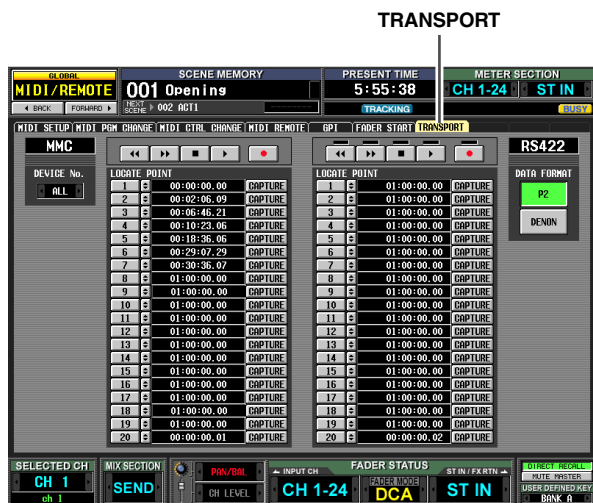 TRANSPORT
GLOBAL
MIDI/REMOTE
BACK FORWARD
SCENE MEMORY
001 Opening
NEXT SCENE 002 ACT1
PRESENT TIME
5:55:38
TRACKING
METER SECTION
CH 1-24 ST IN
BUSY
MIDI SETUP MIDI PGM CHANGE MIDI CTRL CHANGE MIDI REMOTE GPI FADER START TRANSPORT
MMC
DEVICE No.
ALL
LOCATE POINT
1 00:00:00.00 CAPTURE
2 00:02:06.09 CAPTURE
3 00:06:46.21 CAPTURE
4 00:10:23.06 CAPTURE
5 00:18:36.06 CAPTURE
6 00:29:07.29 CAPTURE
7 00:30:36.07 CAPTURE
8 01:00:00.00 CAPTURE
9 01:00:00.00 CAPTURE
10 01:00:00.00 CAPTURE
11 01:00:00.00 CAPTURE
12 01:00:00.00 CAPTURE
13 01:00:00.00 CAPTURE
14 01:00:00.00 CAPTURE
15 01:00:00.00 CAPTURE
16 01:00:00.00 CAPTURE
17 01:00:00.00 CAPTURE
18 01:00:00.00 CAPTURE
19 01:00:00.00 CAPTURE
20 00:00:00.01 CAPTURE
LOCATE POINT
1 01:00:00.00 CAPTURE
2 01:00:00.00 CAPTURE
3 01:00:00.00 CAPTURE
4 01:00:00.00 CAPTURE
5 01:00:00.00 CAPTURE
6 01:00:00.00 CAPTURE
7 01:00:00.00 CAPTURE
8 01:00:00.00 CAPTURE
9 01:00:00.00 CAPTURE
10 01:00:00.00 CAPTURE
11 01:00:00.00 CAPTURE
12 01:00:00.00 CAPTURE
13 01:00:00.00 CAPTURE
14 01:00:00.00 CAPTURE
15 01:00:00.00 CAPTURE
16 01:00:00.00 CAPTURE
17 01:00:00.00 CAPTURE
18 01:00:00.00 CAPTURE
19 01:00:00.00 CAPTURE
20 00:00:00.02 CAPTURE
RS422
DATA FORMAT
P2
DENON
SELECTED CH
CH 1
ch 1
MIX SECTION
SEND
PAN/BAL
CH LEVEL
FADER STATUS
INPUT CH
CH 1-24
FADER MODE
DCA
ST IN / FX RTN
ST IN
DIRECT RECALL
MUTE MASTER
USER DEFINED KEY
BANK A